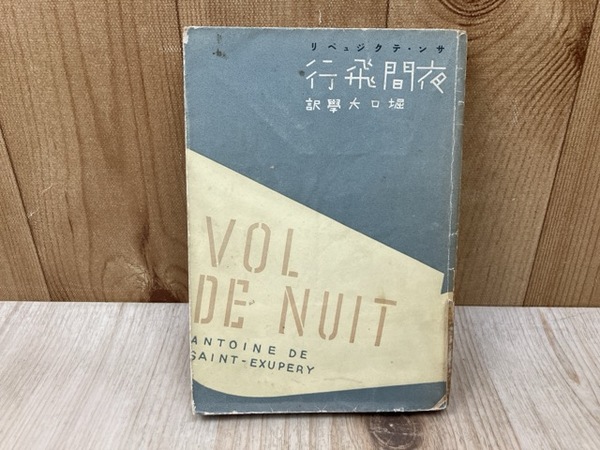 サン・テクジュペリ
夜間飛行
堀口大學訳
VOL
DE NUIT
ANTOINE DE
SAINT-EXUPERY